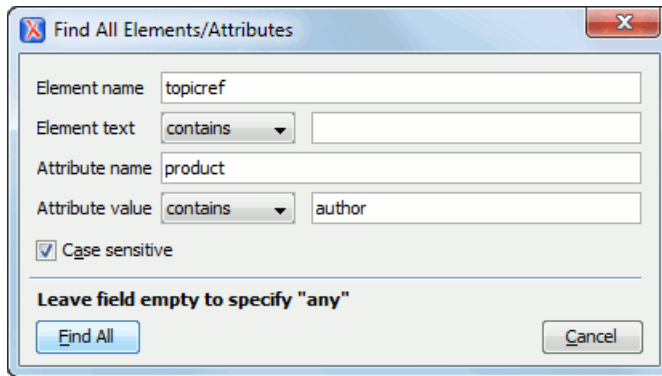 Find All Elements/Attributes
Element name topicref
Element text contains
Attribute name product
Attribute value contains author
Case sensitive
Leave field empty to specify "any"
Find All Cancel